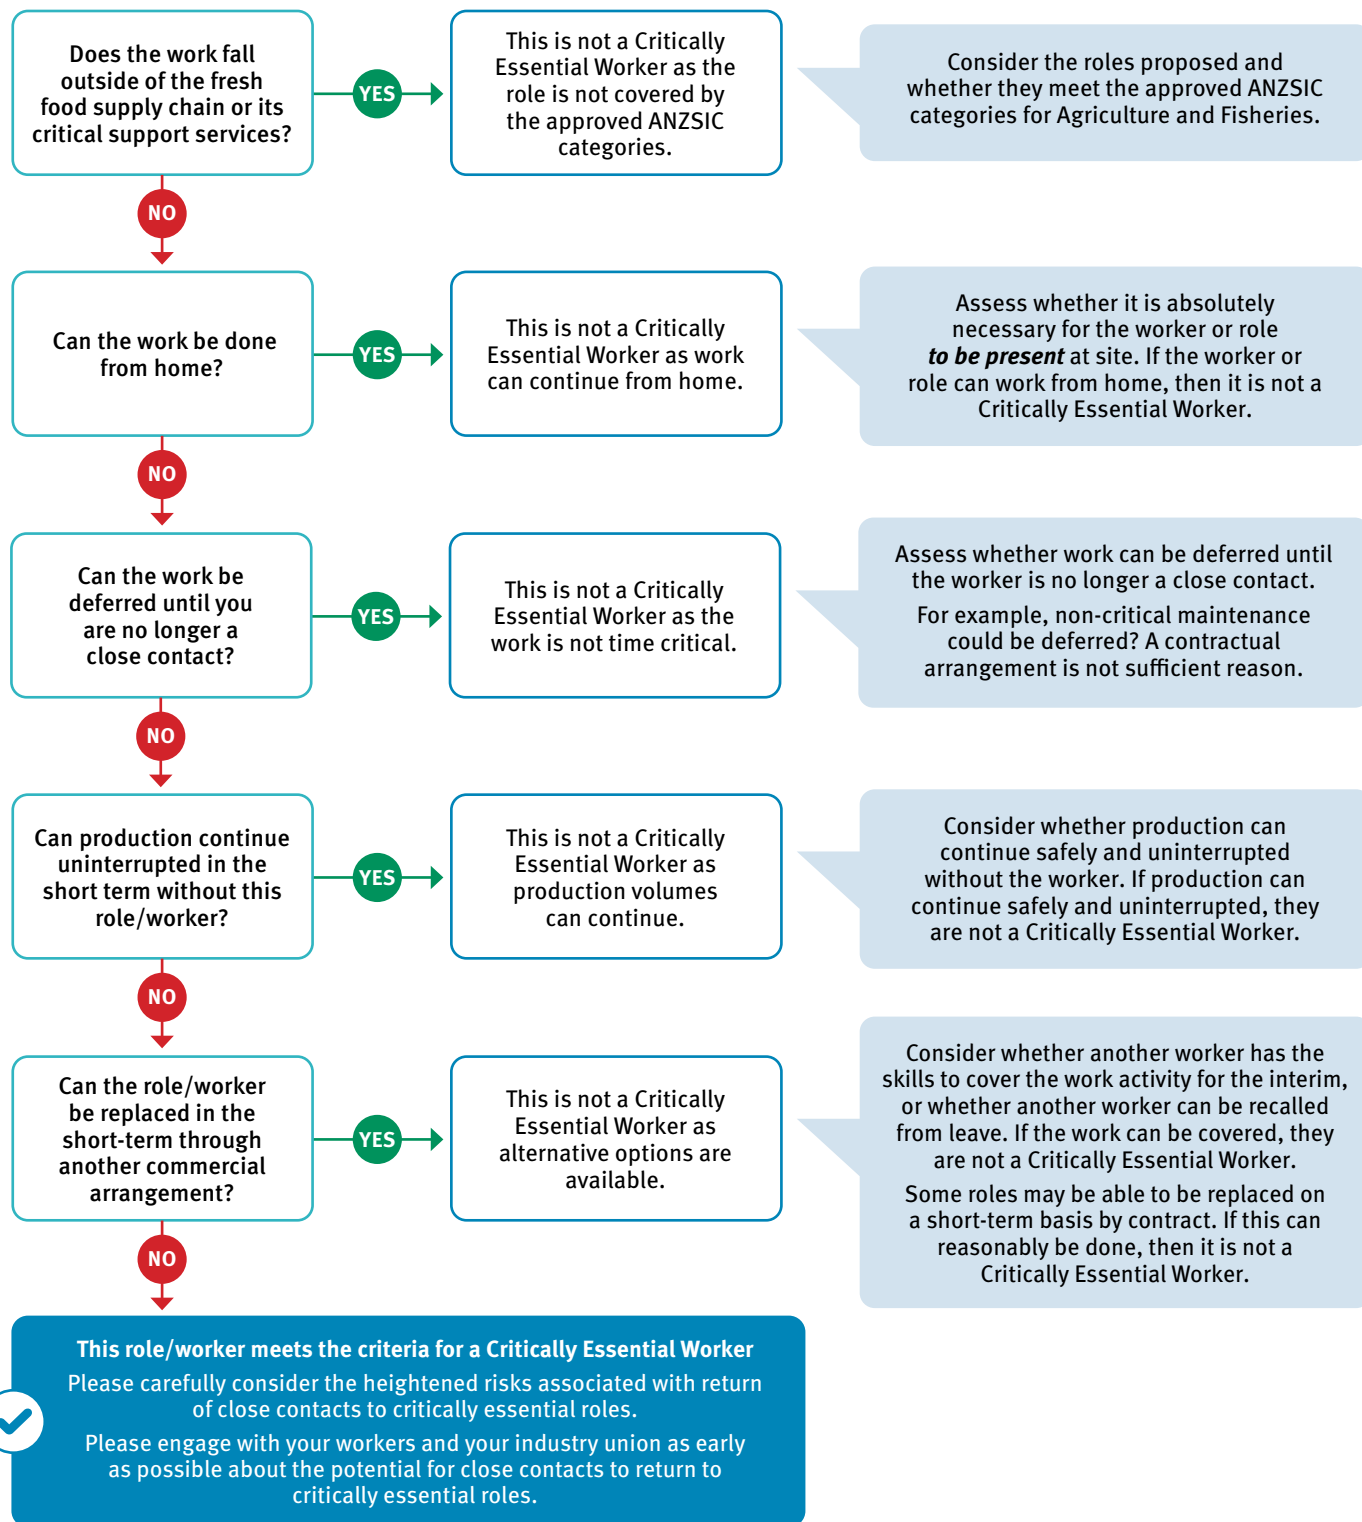 Does the work fall
outside of the fresh
food supply chain or its
critical support services?
YES
This is not a Critically
Essential Worker as the
role is not covered by
the approved ANZSIC
categories.
Consider the roles proposed and
whether they meet the approved ANZSIC
categories for Agriculture and Fisheries.
NO
Can the work be done
from home?
YES
This is not a Critically
Essential Worker as work
can continue from home.
Assess whether it is absolutely
necessary for the worker or role
to be present at site. If the worker or
role can work from home, then it is not a
Critically Essential Worker.
NO
Can the work be
deferred until you
are no longer a
close contact?
YES
This is not a Critically
Essential Worker as the
work is not time critical.
Assess whether work can be deferred until
the worker is no longer a close contact.
For example, non-critical maintenance
could be deferred? A contractual
arrangement is not sufficient reason.
NO
Can production continue
uninterrupted in the
short term without this
role/worker?
YES
This is not a Critically
Essential Worker as
production volumes
can continue.
Consider whether production can
continue safely and uninterrupted
without the worker. If production can
continue safely and uninterrupted, they
are not a Critically Essential Worker.
NO
Can the role/worker
be replaced in the
short-term through
another commercial
arrangement?
YES
This is not a Critically
Essential Worker as
alternative options are
available.
Consider whether another worker has the
skills to cover the work activity for the interim,
or whether another worker can be recalled
from leave. If the work can be covered, they
are not a Critically Essential Worker.
Some roles may be able to be replaced on
a short-term basis by contract. If this can
reasonably be done, then it is not a
Critically Essential Worker.
NO
This role/worker meets the criteria for a Critically Essential Worker
Please carefully consider the heightened risks associated with return
of close contacts to critically essential roles.
Please engage with your workers and your industry union as early
as possible about the potential for close contacts to return to
critically essential roles.